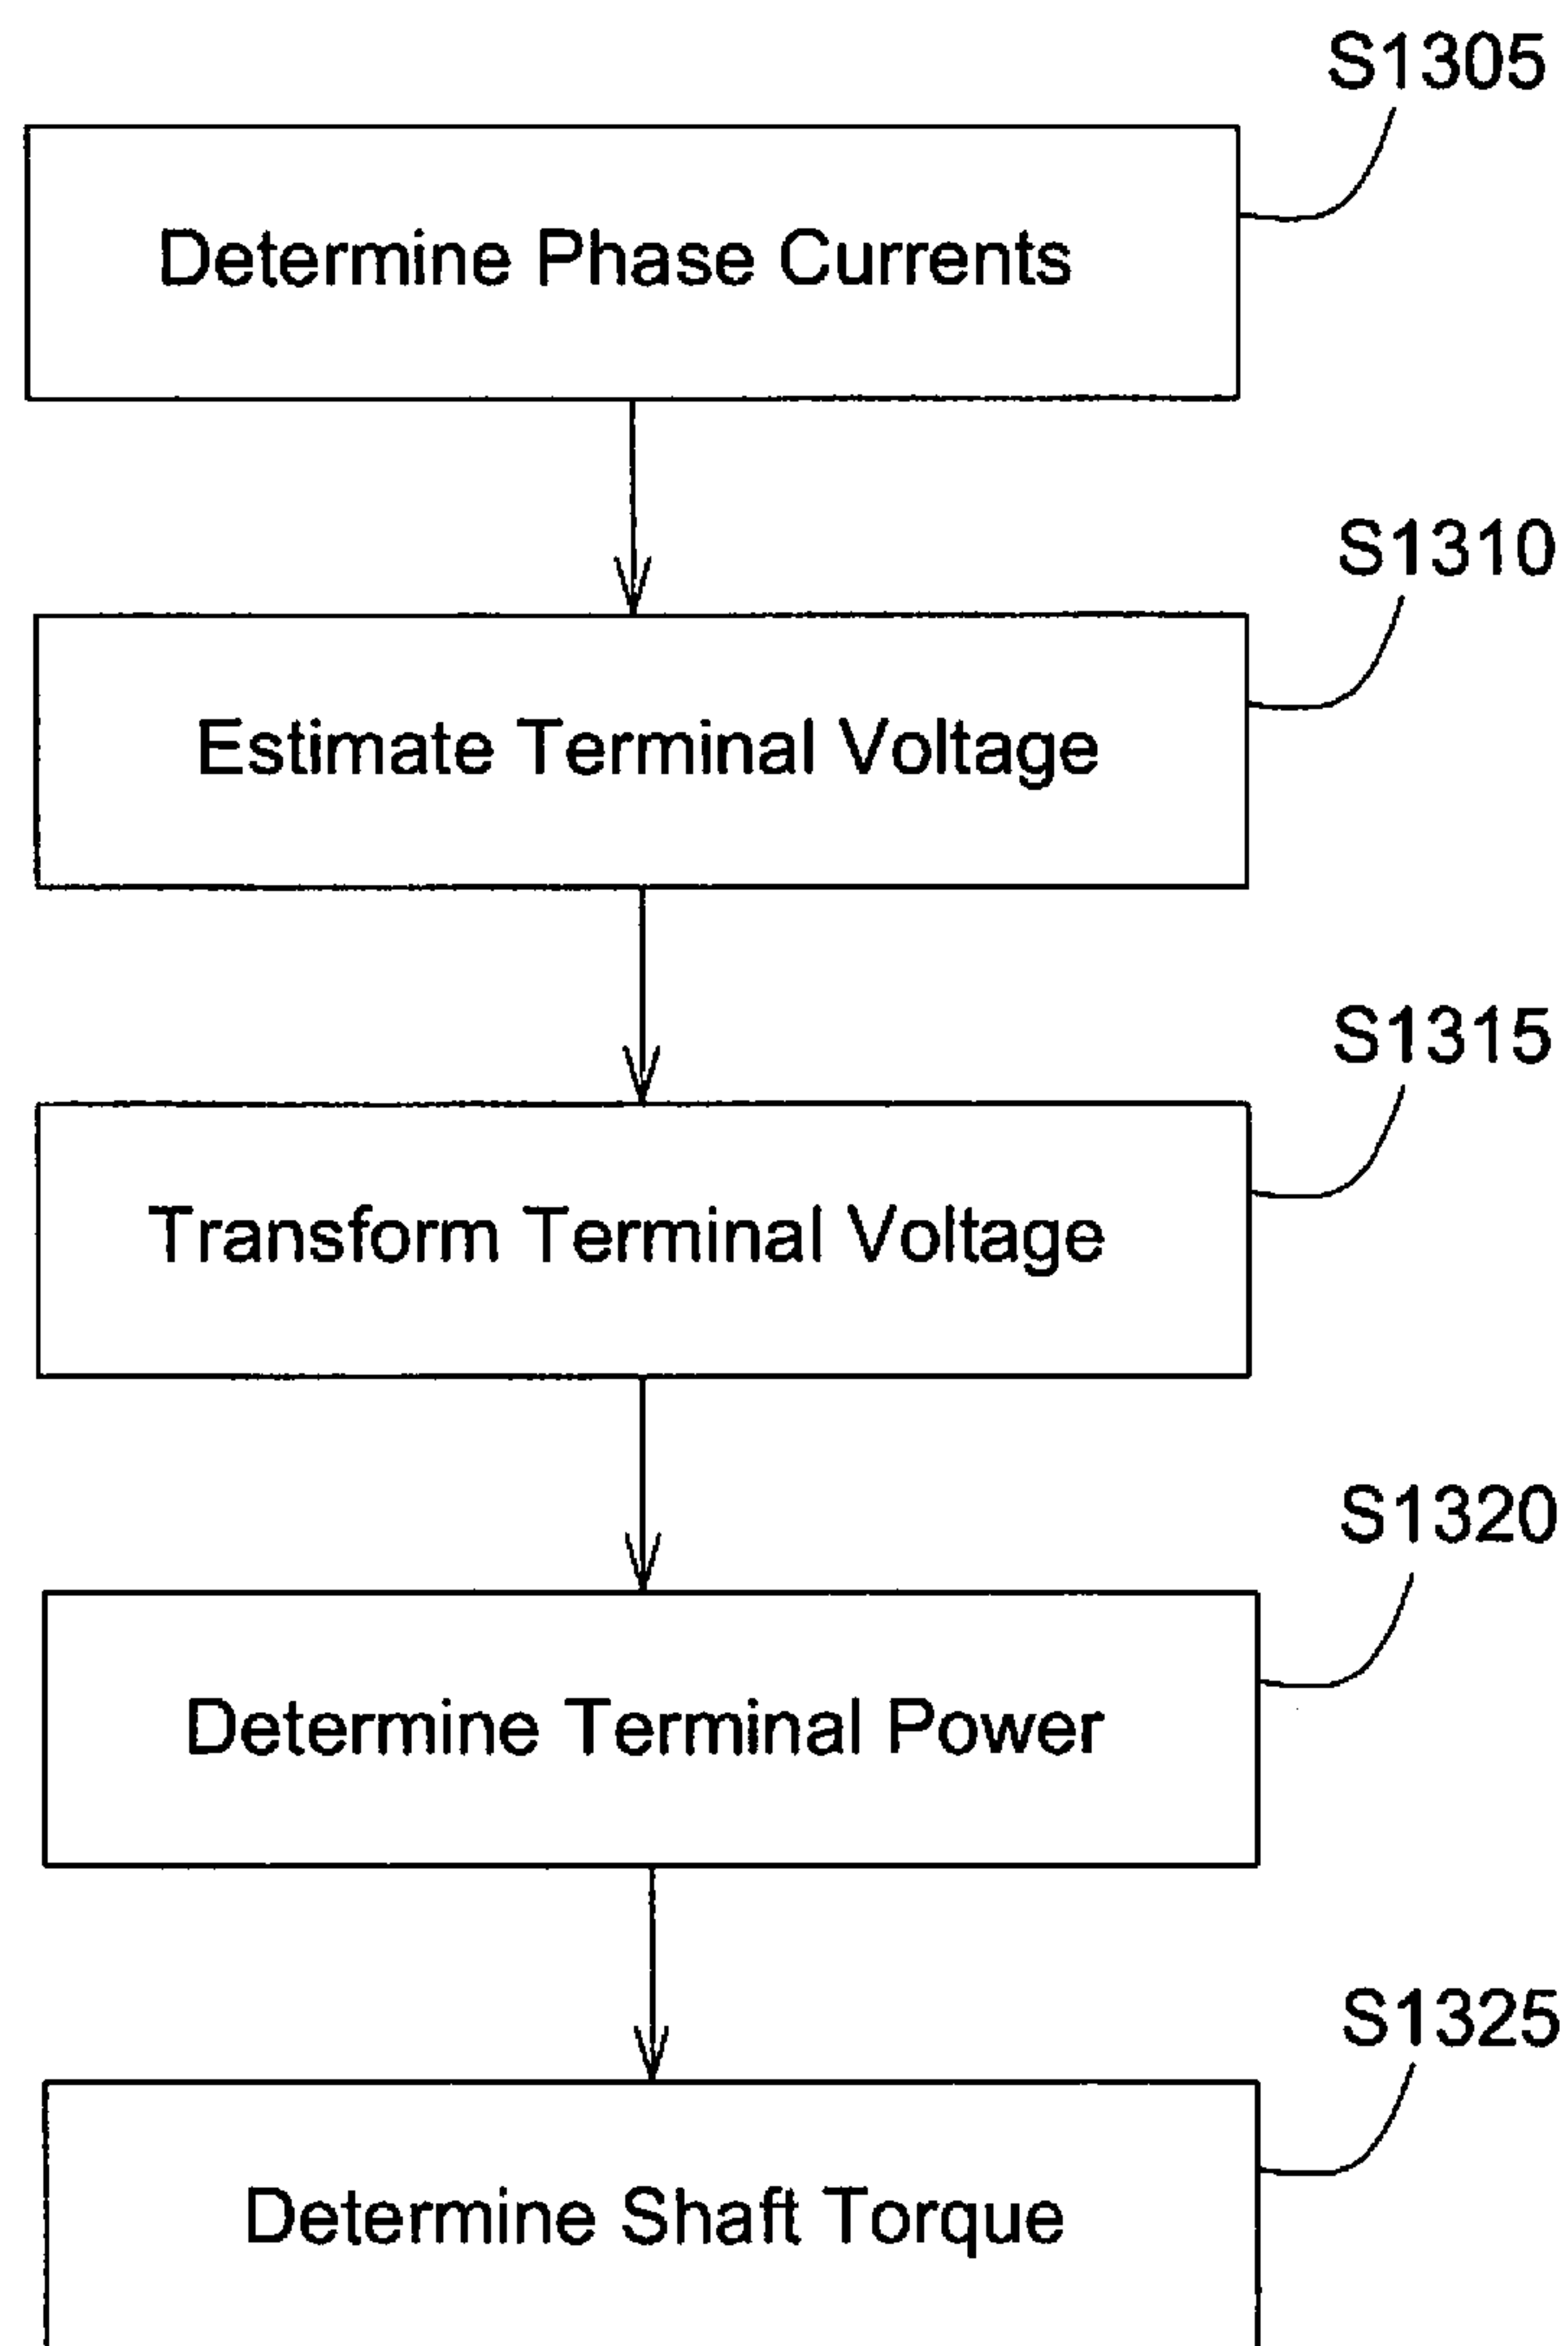 S1305
Determine Phase Currents
S1310
Estimate Terminal Voltage
S1315
Transform Terminal Voltage
S1320
Determine Terminal Power
S1325
Determine Shaft Torque